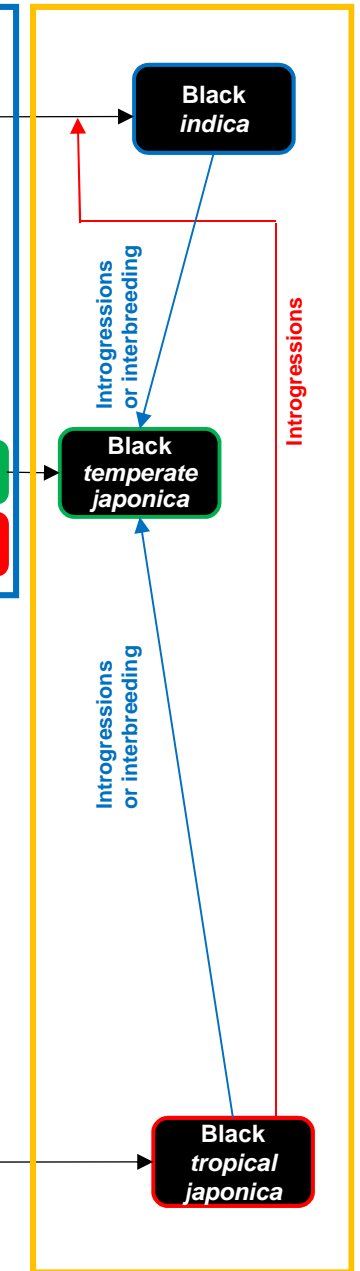 Black
indica
Introgressions
or interbreeding
Introgressions
Black
temperate
japonica
Introgressions
or interbreeding
Black
tropical
japonica